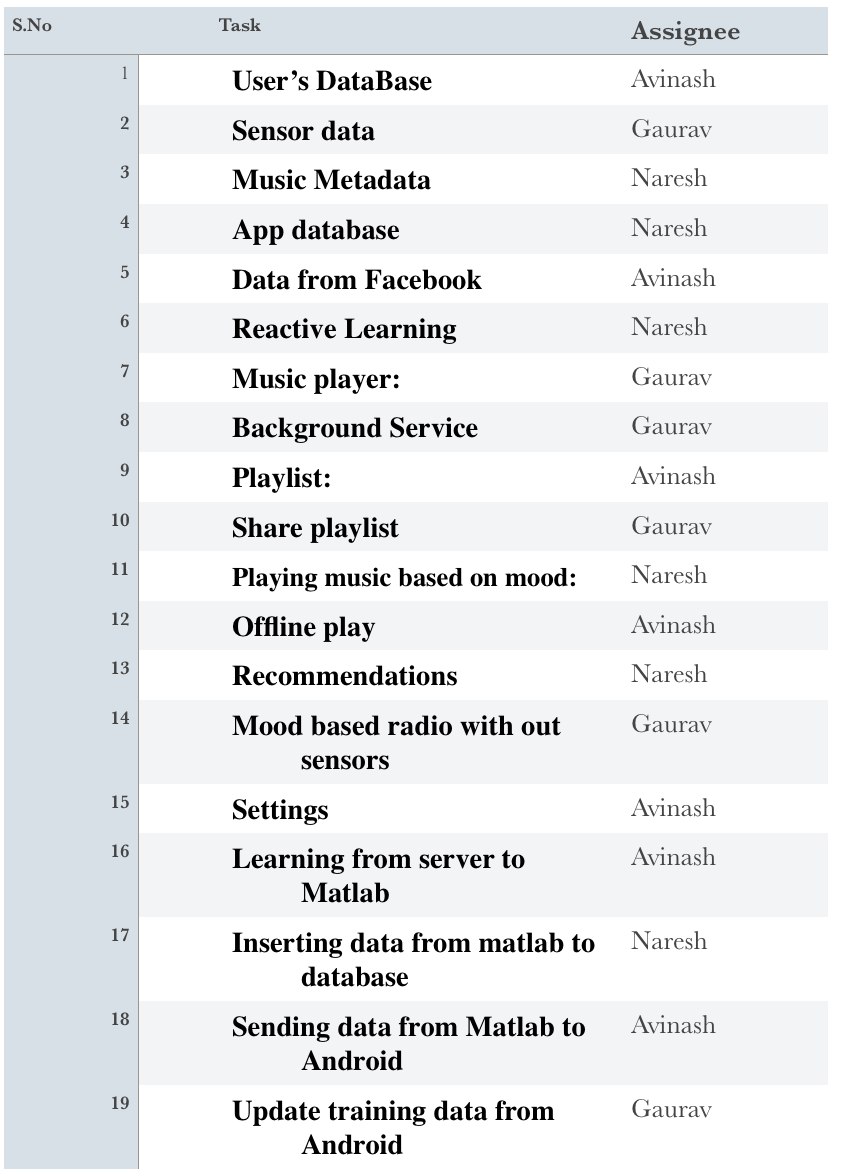 S.No Task Assignee
1 User’s DataBase Avinash
2 Sensor data Gaurav
3 Music Metadata Naresh
4 App database Naresh
5 Data from Facebook Avinash
6 Reactive Learning Naresh
7 Music player: Gaurav
8 Background Service Gaurav
9 Playlist: Avinash
10 Share playlist Gaurav
11 Playing music based on mood: Naresh
12 Offline play Avinash
13 Recommendations Naresh
14 Mood based radio with out Gaurav
sensors
15 Settings Avinash
16 Learning from server to Avinash
Matlab
17 Inserting data from matlab to Naresh
database
18 Sending data from Matlab to Avinash
Android
19 Update training data from Gaurav
Android